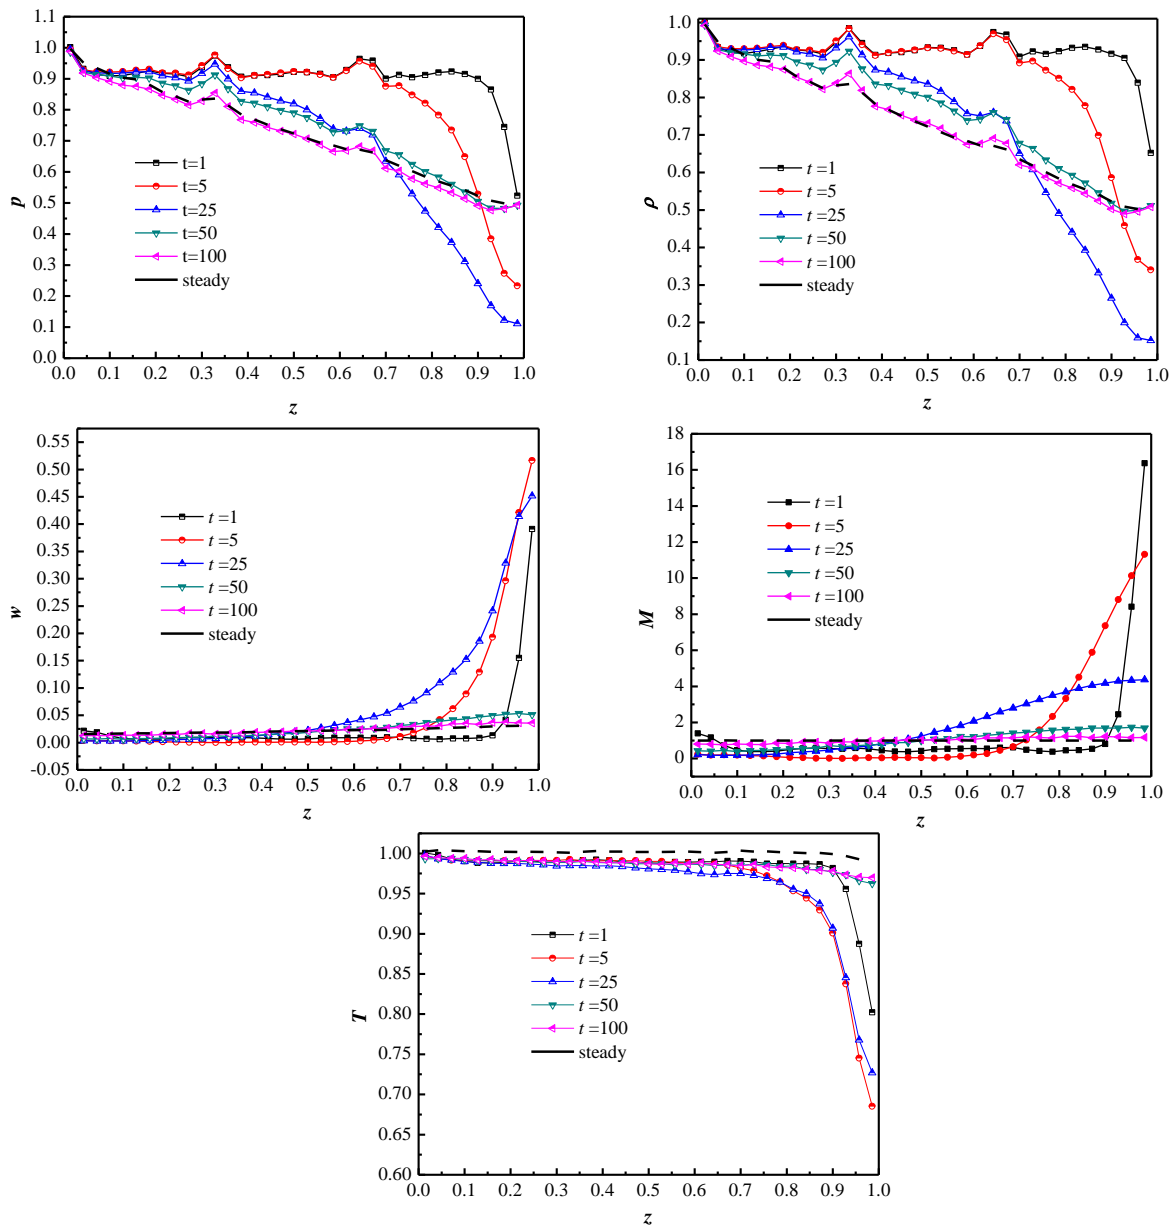 1.1
1.0
0.9
0.8
0.7
0.6
0.5
0.4
0.3
0.2
0.1
0.0
p
t=1
t=5
t=25
t=50
t=100
steady
0.0 0.1 0.2 0.3 0.4 0.5 0.6 0.7 0.8 0.9 1.0
z
1.0
0.9
0.8
0.7
0.6
0.5
0.4
0.3
0.2
0.1
ρ
t =1
t =5
t =25
t =50
t =100
steady
0.0 0.1 0.2 0.3 0.4 0.5 0.6 0.7 0.8 0.9 1.0
z
0.55
0.50
0.45
0.40
0.35
0.30
0.25
0.20
0.15
0.10
0.05
0.00
-0.05
w
t =1
t =5
t =25
t =50
t =100
steady
0.0 0.1 0.2 0.3 0.4 0.5 0.6 0.7 0.8 0.9 1.0
z
18
16
14
12
10
8
6
4
2
0
M
t =1
t =5
t =25
t =50
t =100
steady
0.0 0.1 0.2 0.3 0.4 0.5 0.6 0.7 0.8 0.9 1.0
z
1.00
0.95
0.90
0.85
0.80
0.75
0.70
0.65
0.60
T
t =1
t =5
t =25
t =50
t =100
steady
0.0 0.1 0.2 0.3 0.4 0.5 0.6 0.7 0.8 0.9 1.0
z